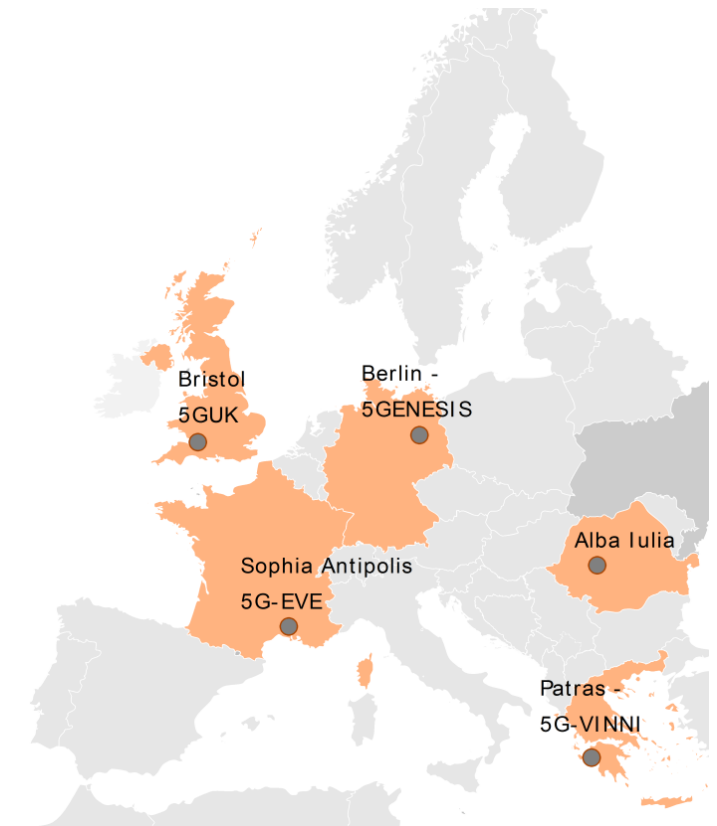 Bristol
5GUK
Berlin -
5GENESIS
Sophia Antipolis
5G-EVE
Alba Iulia
Patras -
5G-VINNI